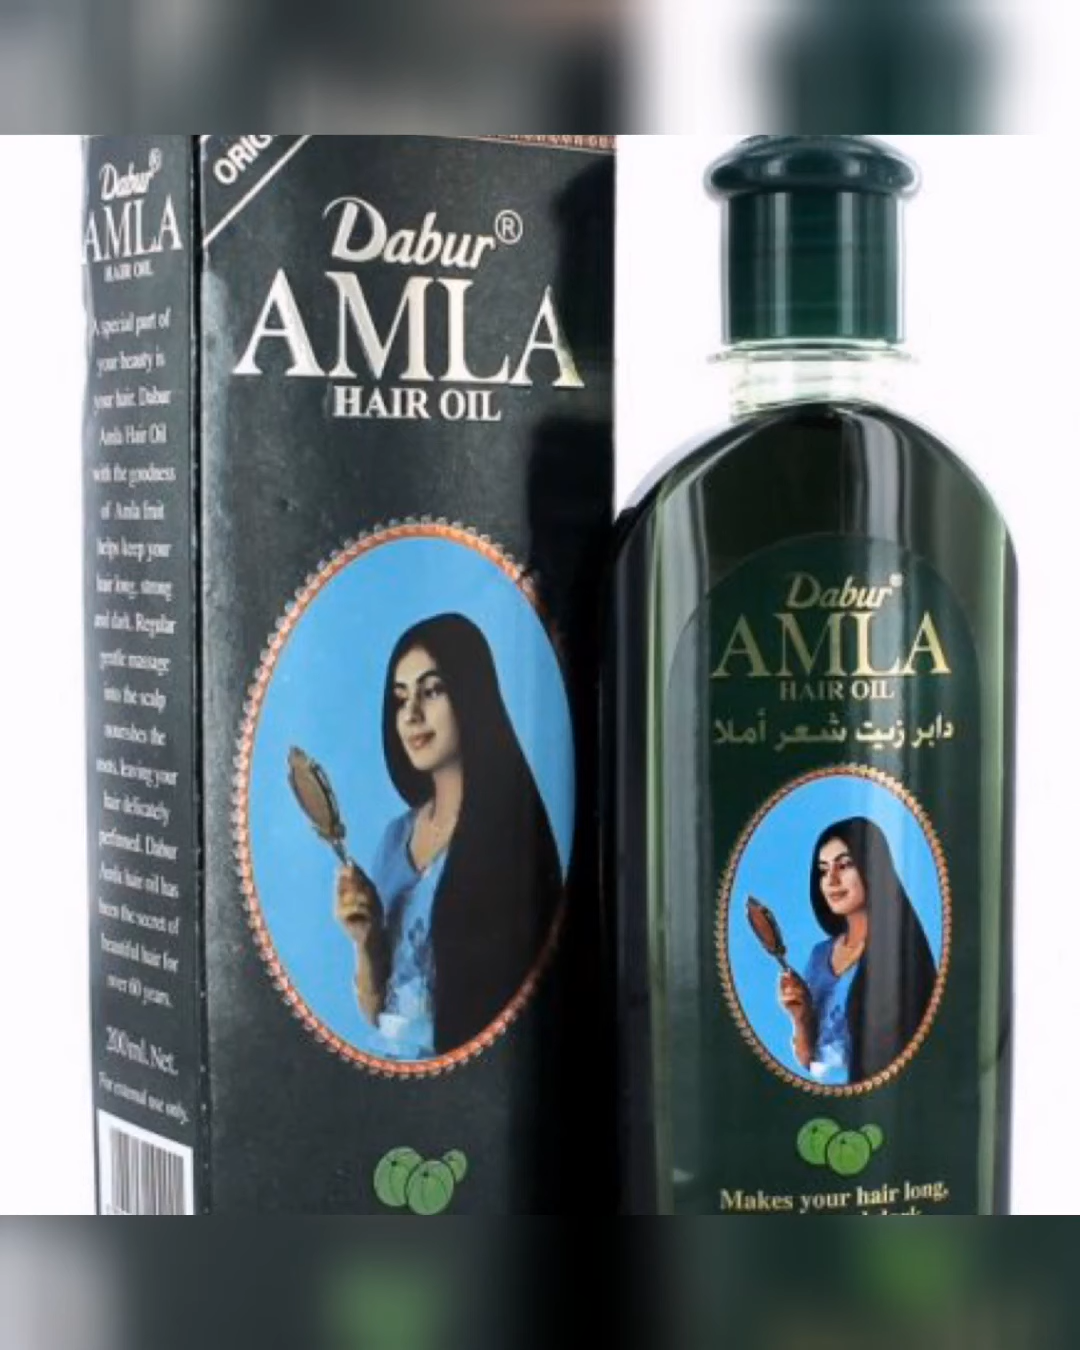 Dabur®
AMLA
HAIR OIL
A special part of
your beauty is
your hair. Dabur
Amla Hair Oil
with the goodness
of Amla fruit
helps keep your
hair long, strong
and dark. Regular
gentle massage
into the scalp
nourishes the
roots, leaving your
hair delicately
perfumed. Dabur
Amla hair oil has
been the secret of
beautiful hair for
over 60 years.
200ml. Net.
For external use only.
Dabur®
AMLA
HAIR OIL
Dabur®
AMLA
HAIR OIL
دابر زيت شعر أملا
Makes your hair long,